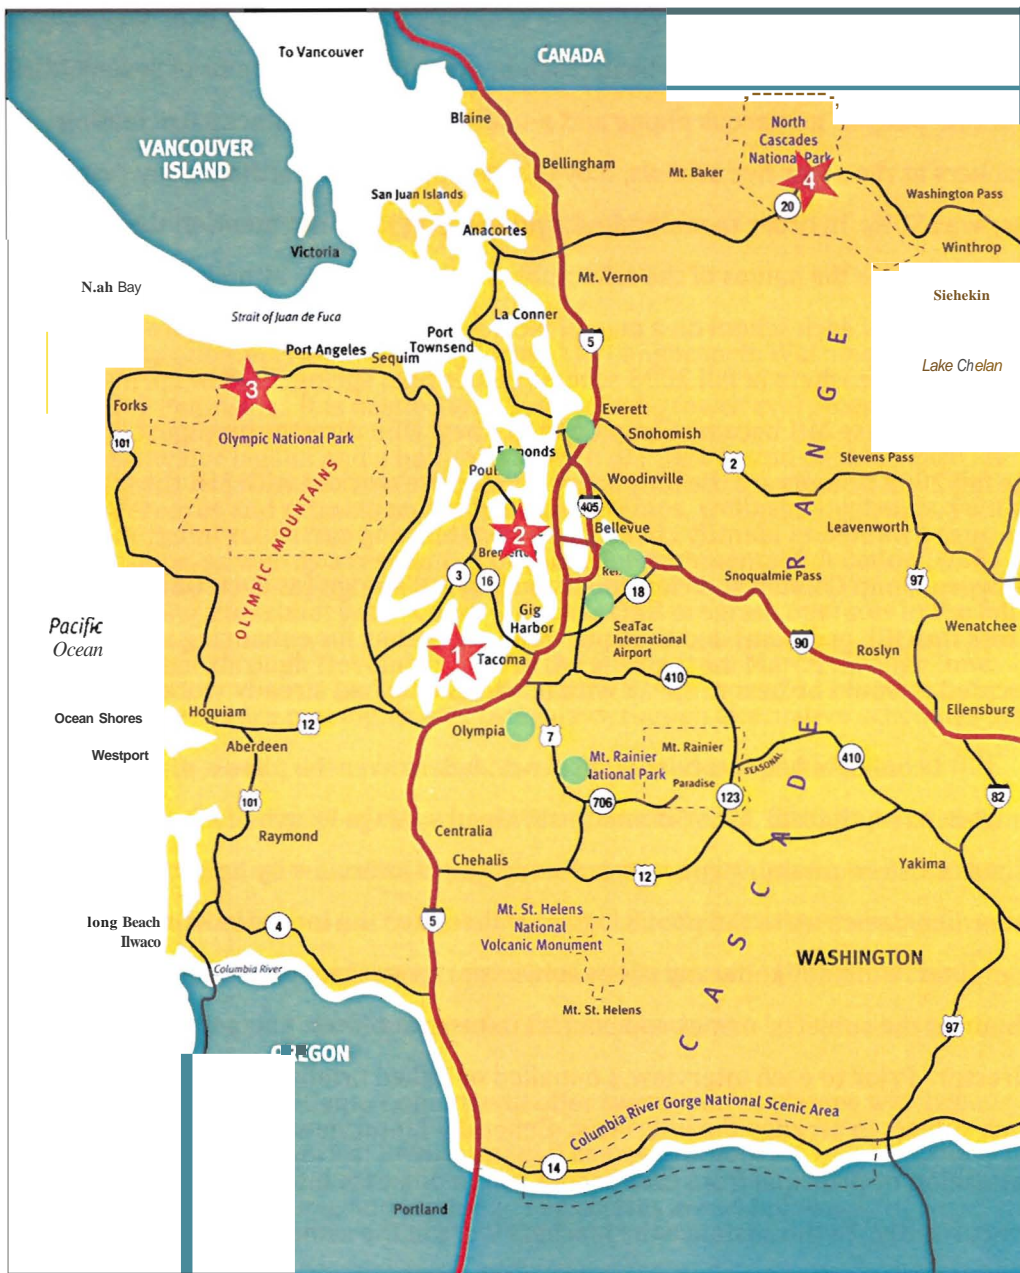 To Vancouver
CANADA
Blaine
North
Cascades
National Park
VANCOUVER
ISLAND
Bellingham
Mt. Baker
4
San Juan Islands
20
Washington Pass
Anacortes
Victoria
Winthrop
Mt. Vernon
N.ah Bay
Siehekin
Strait of Juan de Fuca
La Conner
Port
Townsend
5
Port Angeles
Sequim
Lake Chelan
3
Forks
Everett
101
Olympic National Park
Snohomish
Edmonds
2
Stevens Pass
Woodinville
405
OLYMPIC MOUNTAINS
2
Bellevue
Leavenworth
3
16
18
Snoqualmie Pass
97
Gig
Harbor
SeaTac
International
Airport
Pacific
Ocean
Wenatchee
90
Roslyn
1
Tacoma
410
Ocean Shores
Hoquiam
12
Ellensburg
Olympia
7
Westport
Aberdeen
Mt. Rainier
National Park
Mt. Rainier
Paradise
SEASONAL
410
101
706
123
82
Raymond
Centralia
Chehalis
12
Yakima
long Beach
Ilwaco
4
5
Mt. St. Helens
National
Volcanic Monument
CASCADE RANGE
WASHINGTON
Columbia River
Mt. St. Helens
97
OREGON
Columbia River Gorge National Scenic Area
14
Portland